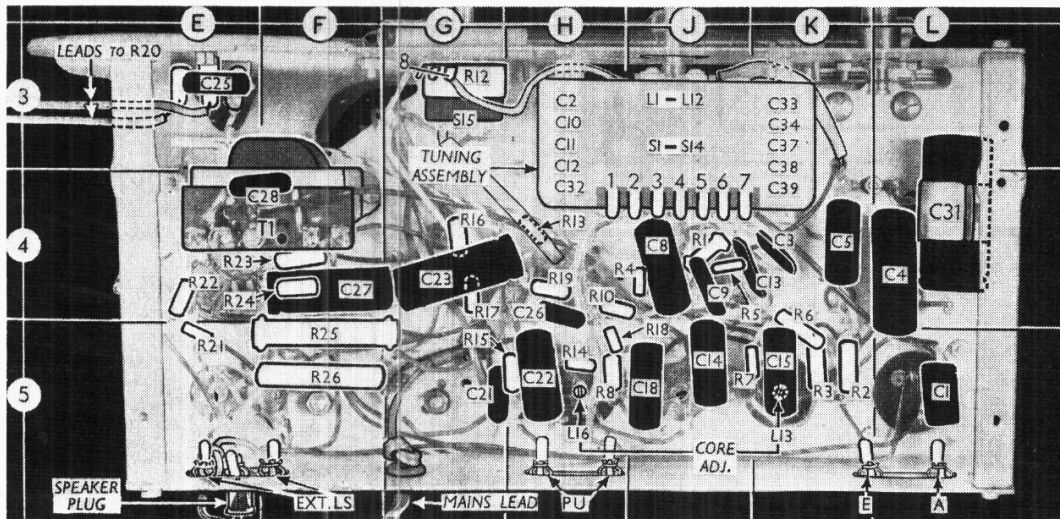 E F G H J K L
LEADS TO R20
C25
8
R12
S15
3
C2
C10
C11
C12
C32
L1–L12
S1–S14
C33
C34
C37
C38
C39
TUNING
ASSEMBLY
1 2 3 4 5 6 7
C28
T1
R16
R13
C31
4
R23
C23
C8
R1
C3
C5
C4
R22
R24
C27
R17
R19
C26
R4
R10
C9
R5
C13
R21
R25
R15
R14
R18
R6
R26
C21
C22
R8
C18
C14
R7
C15
R3
R2
C1
5
L16
CORE
ADJ.
L13
SPEAKER
PLUG
EXT.LS
MAINS LEAD
PU
E
A